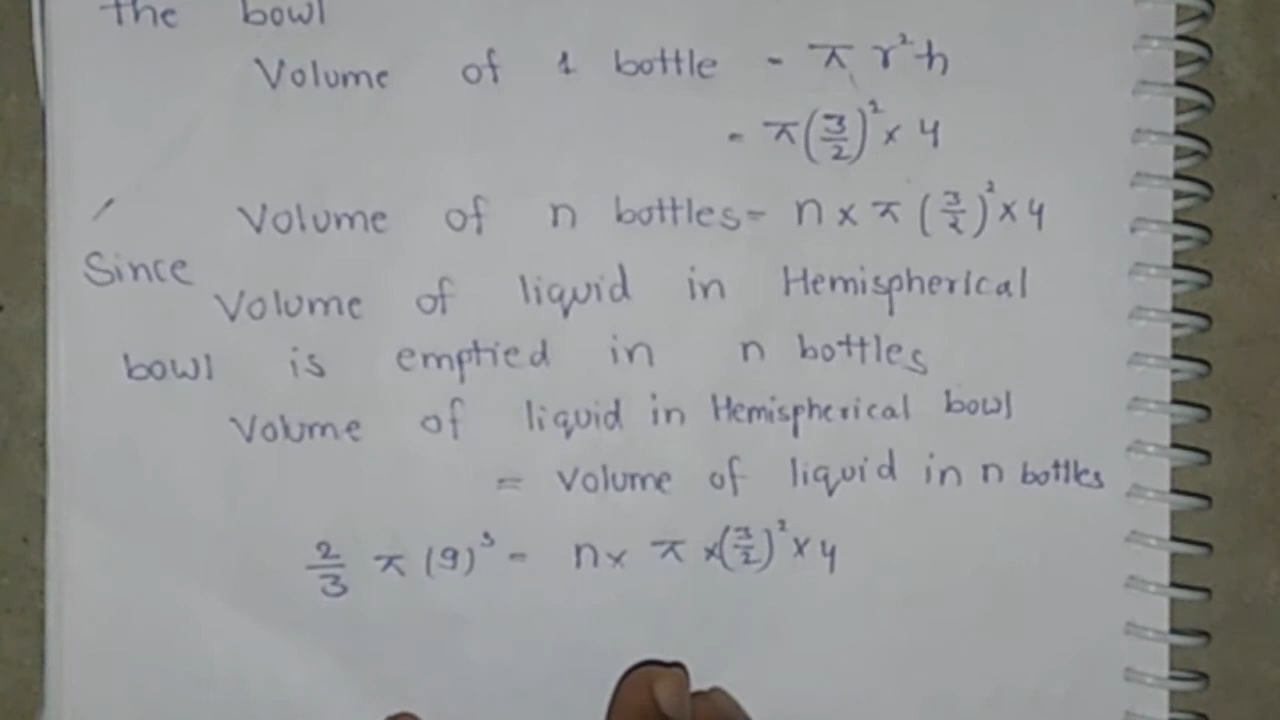 the bowl
Volume of 1 bottle = π r²h
= π(3/2)² × 4
Volume of n bottles = n × π (3/2)² × 4
Since
Volume of liquid in Hemispherical
bowl is emptied in n bottles
Volume of liquid in Hemispherical bowl
= Volume of liquid in n bottles
2/3 π (9)³ = n × π × (3/2)² × 4